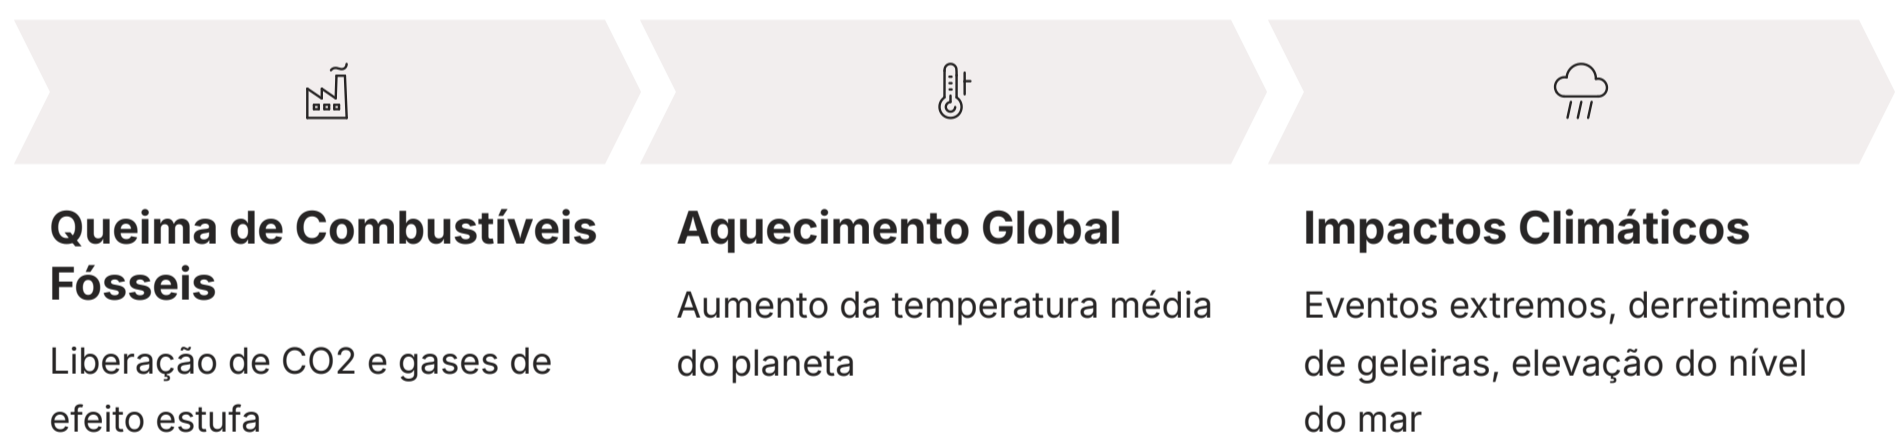 Queima de Combustíveis
Fósseis
Liberação de CO2 e gases de
efeito estufa
Aquecimento Global
Aumento da temperatura média
do planeta
Impactos Climáticos
Eventos extremos, derretimento
de geleiras, elevação do nível
do mar